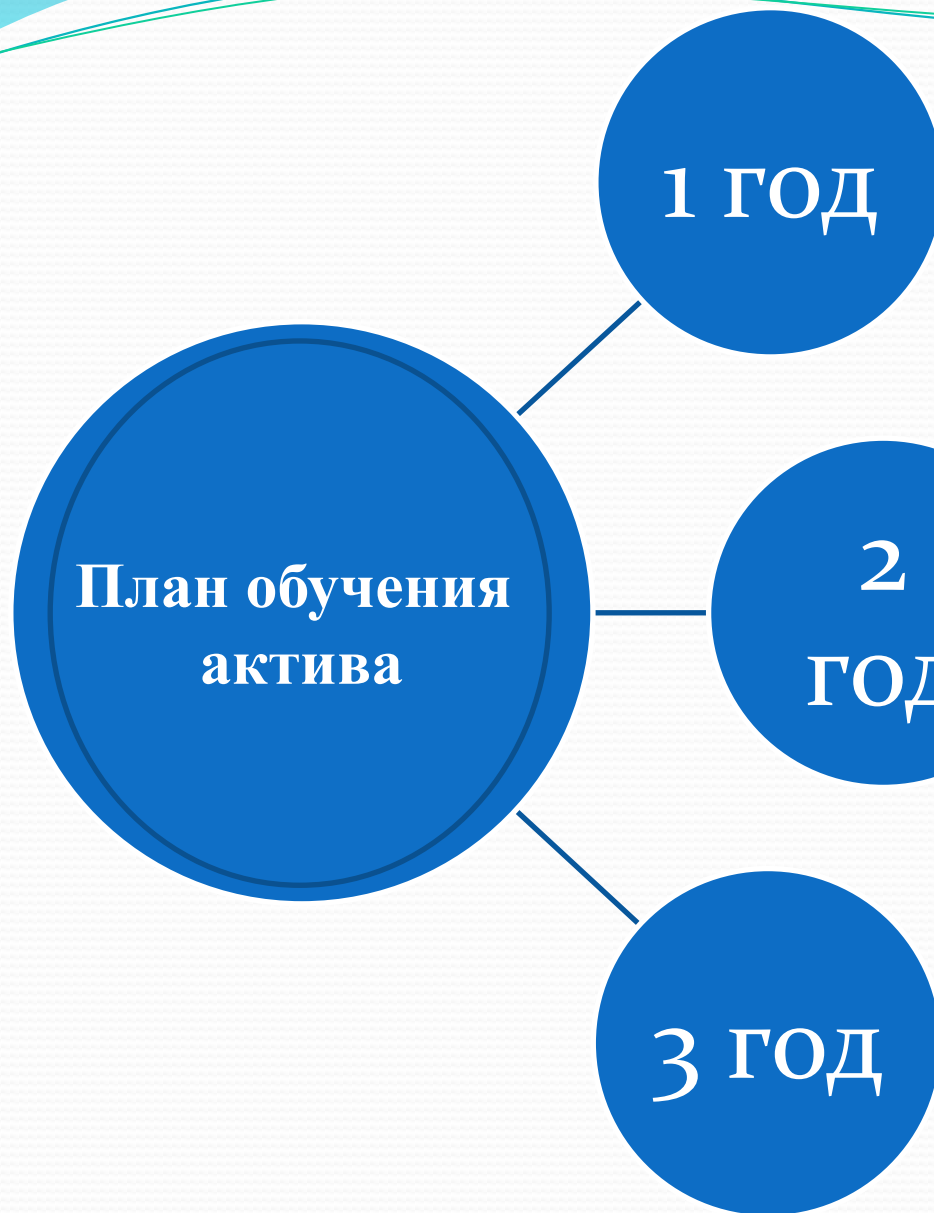 1 год
План обучения
актива
2
год
3 год